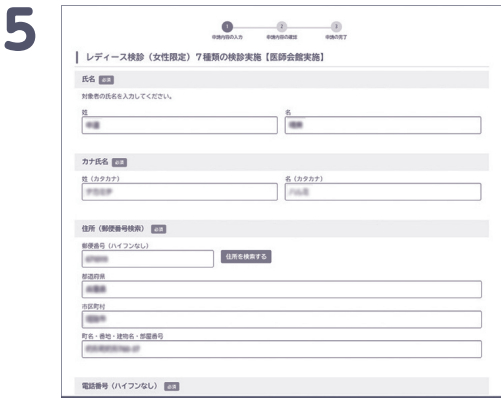 5
1 2 3
申請内容の入力 申請内容の確認 申請の完了
レディース検診（女性限定）7種類の検診実施【医師会館実施】
氏名 必須
対象者の氏名を入力してください。
姓 名
カナ氏名 必須
姓（カタカナ） 名（カタカナ）
住所（郵便番号検索） 必須
郵便番号（ハイフンなし）
住所を検索する
都道府県
市区町村
町名・番地・建物名・部屋番号
電話番号（ハイフンなし） 必須